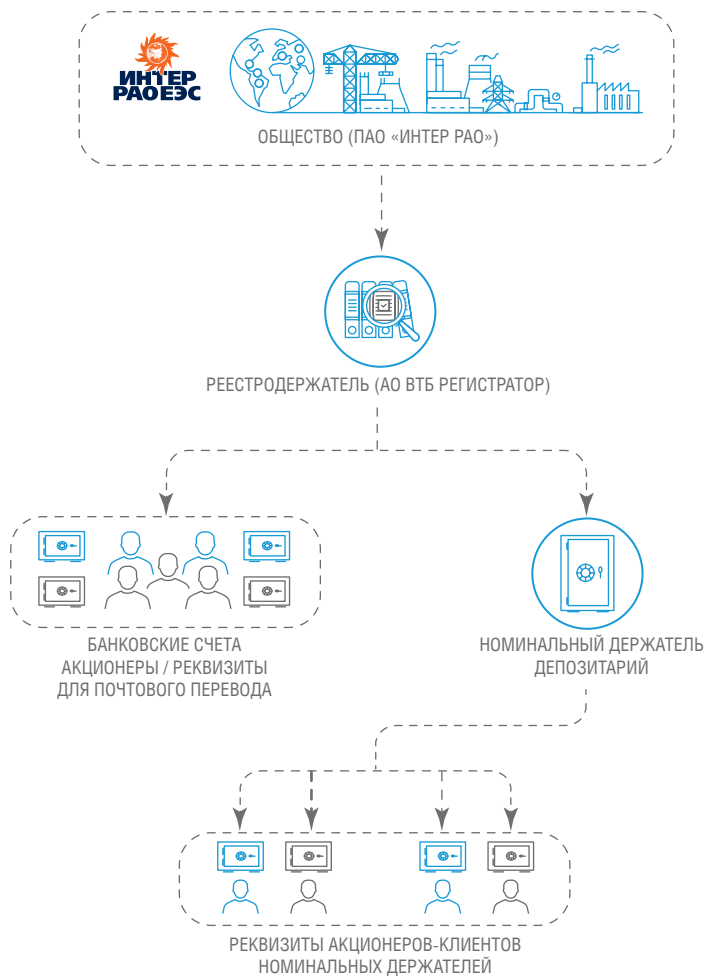 ИНТЕР
РАО ЕЭС
ОБЩЕСТВО (ПАО «ИНТЕР РАО»)
РЕЕСТРОДЕРЖАТЕЛЬ (АО ВТБ РЕГИСТРАТОР)
БАНКОВСКИЕ СЧЕТА
АКЦИОНЕРЫ / РЕКВИЗИТЫ
ДЛЯ ПОЧТОВОГО ПЕРЕВОДА
НОМИНАЛЬНЫЙ ДЕРЖАТЕЛЬ
ДЕПОЗИТАРИЙ
РЕКВИЗИТЫ АКЦИОНЕРОВ-КЛИЕНТОВ
НОМИНАЛЬНЫХ ДЕРЖАТЕЛЕЙ